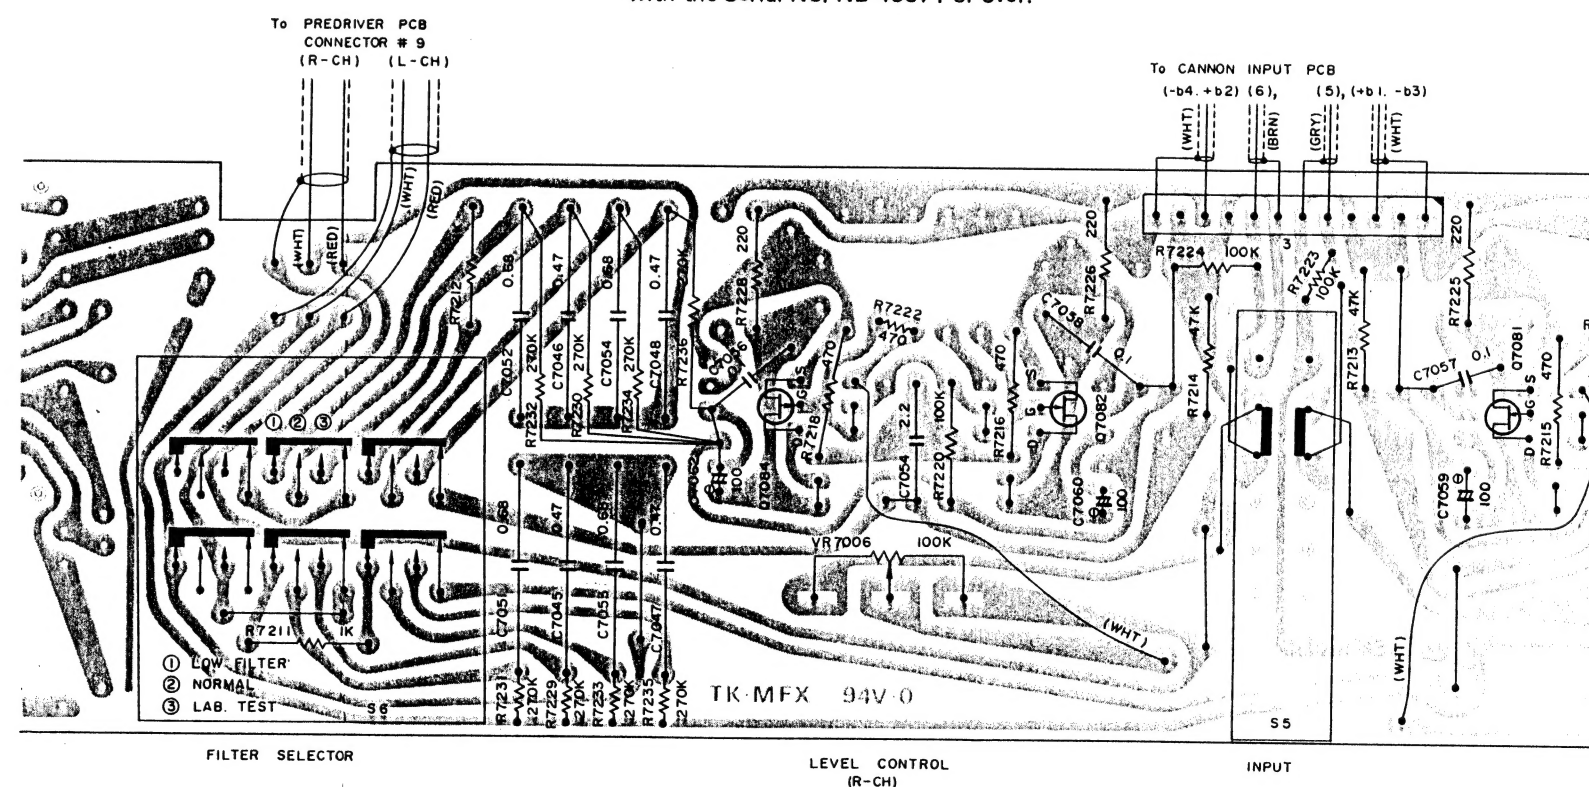 To PREDRIVER PCB
CONNECTOR # 9
(R-CH) (L-CH)
To CANNON INPUT PCB
(-b4. +b2) (6), (5), (+b1. -b3)
(WHT)
(BRN)
(GRY)
(WHT)
(WHT)
(RED)
(WHT)
(RED)
3
R7212
0.68
0.47
0.68
0.47
270K
220
R7228
R7222
470
C7058
0.1
220
R7226
R7224 100K
R7223
100K
47K
R7214
47K
R7213
220
R7225
C7057 0.1
Q7081
470
R7215
S
G
D
C7052
270K
C7046
270K
C7054
270K
C7048
R7236
R7232
R7230
R7234
S
G
D
470
R7218
2.2
C7054
100K
R7220
470
R7216
S
G
D
Q7082
① ② ③
100
Q7084
C7060
100
C7059
100
0.68
0.47
0.47
VR7006 100K
C7045
C7047
R7211 1K
(WHT)
(WHT)
① LOW FILTER
② NORMAL
③ LAB. TEST
S6
R7231
270K
R7229
270K
R7233
270K
R7235
270K
TK-MFX 94V-0
S5
FILTER SELECTOR
LEVEL CONTROL
(R-CH)
INPUT